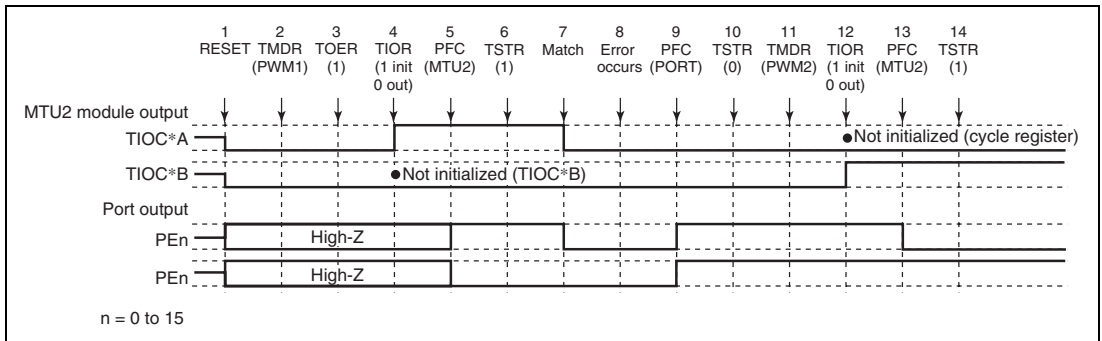 1 2 3 4 5 6 7 8 9 10 11 12 13 14
RESET TMDR TOER TIOR PFC TSTR Match Error PFC TSTR TMDR TIOR PFC TSTR
(PWM1) (1) (1 init (MTU2) (1) occurs (PORT) (0) (PWM2) (1 init (MTU2) (1)
0 out) 0 out)
MTU2 module output
TIOC*A
●Not initialized (cycle register)
TIOC*B
●Not initialized (TIOC*B)
Port output
PEn
High-Z
PEn
High-Z
n = 0 to 15